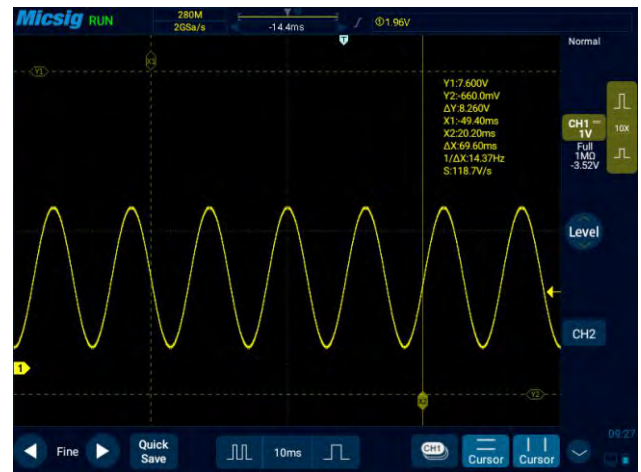 Micsig RUN
280M
2GSa/s
-14.4ms
T
1.96V
Normal
Y1
X1
Y1:7.600V
Y2:-660.0mV
ΔY:8.260V
X1:-49.40ms
X2:20.20ms
ΔX:69.60ms
1/ΔX:14.37Hz
S:118.7V/s
CH1
1V
10X
Full
1MΩ
-3.52V
Level
CH2
1
Y2
X2
Fine
Quick
Save
10ms
CH1
Cursor
Cursor
09:27